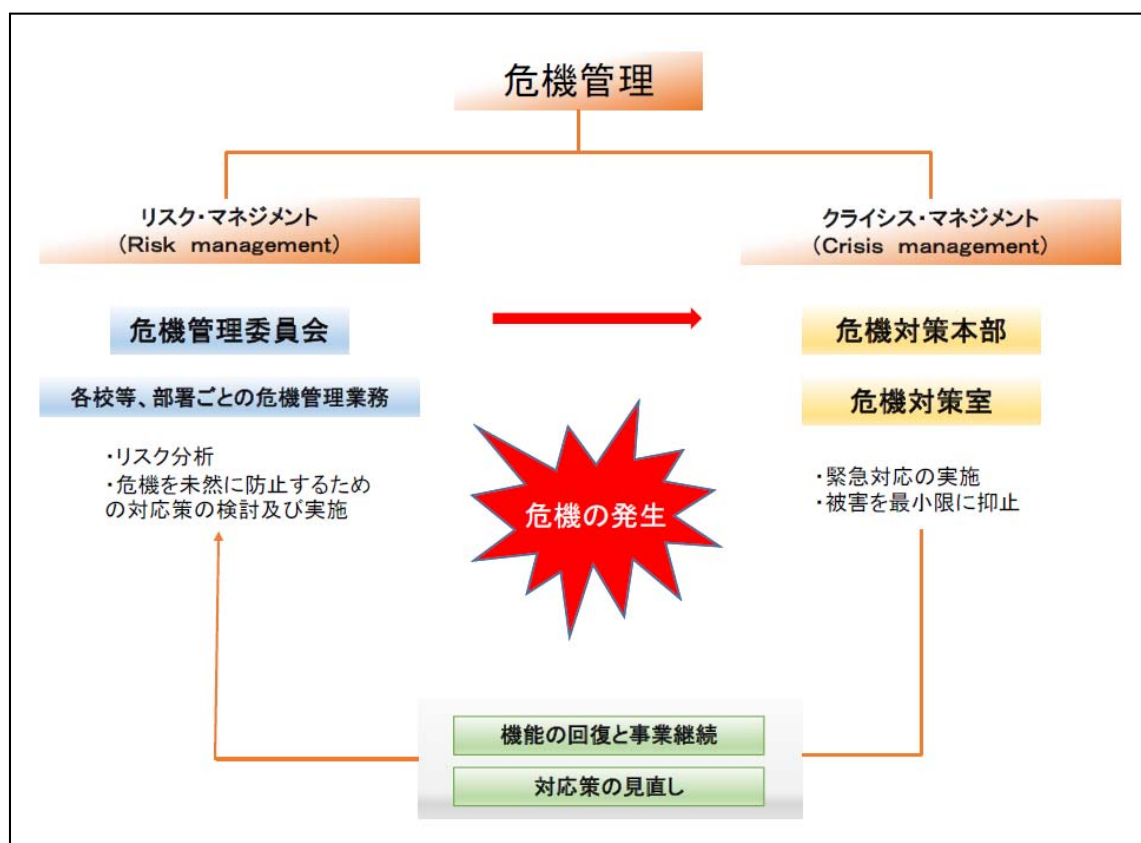 危機管理
リスク・マネジメント
(Risk management)
クライシス・マネジメント
(Crisis management)
危機管理委員会
危機対策本部
各校等、部署ごとの危機管理業務
危機対策室
・リスク分析
・危機を未然に防止するため
の対応策の検討及び実施
危機の発生
・緊急対応の実施
・被害を最小限に抑止
機能の回復と事業継続
対応策の見直し